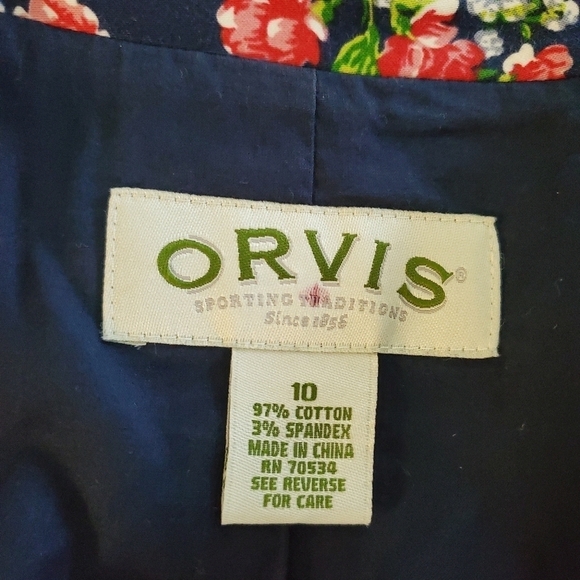 ORVIS®
SPORTING TRADITIONS
Since 1856
10
97% COTTON
3% SPANDEX
MADE IN CHINA
RN 70534
SEE REVERSE
FOR CARE